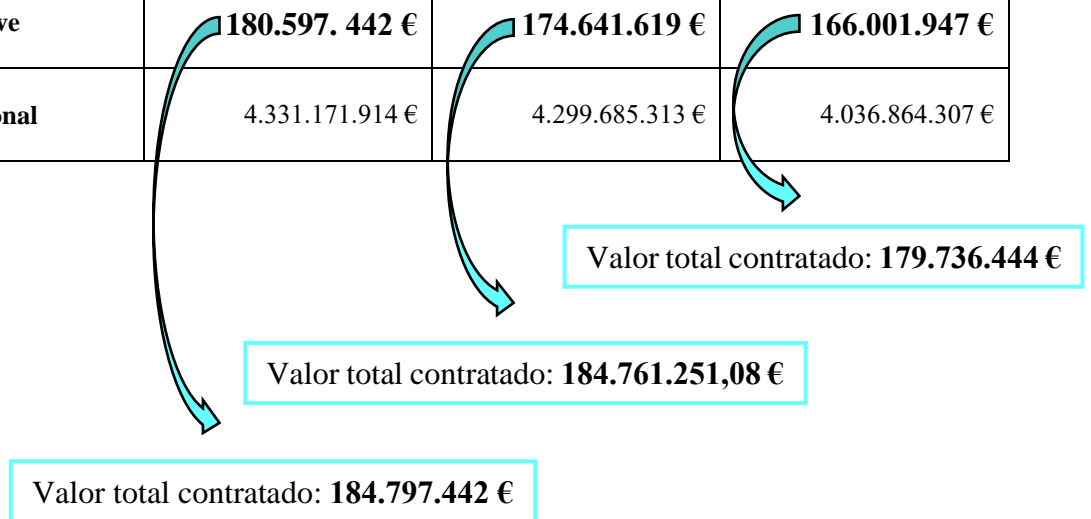 ve 180.597. 442 € 174.641.619 € 166.001.947 €
onal 4.331.171.914 € 4.299.685.313 € 4.036.864.307 €
Valor total contratado: 179.736.444 €
Valor total contratado: 184.761.251,08 €
Valor total contratado: 184.797.442 €